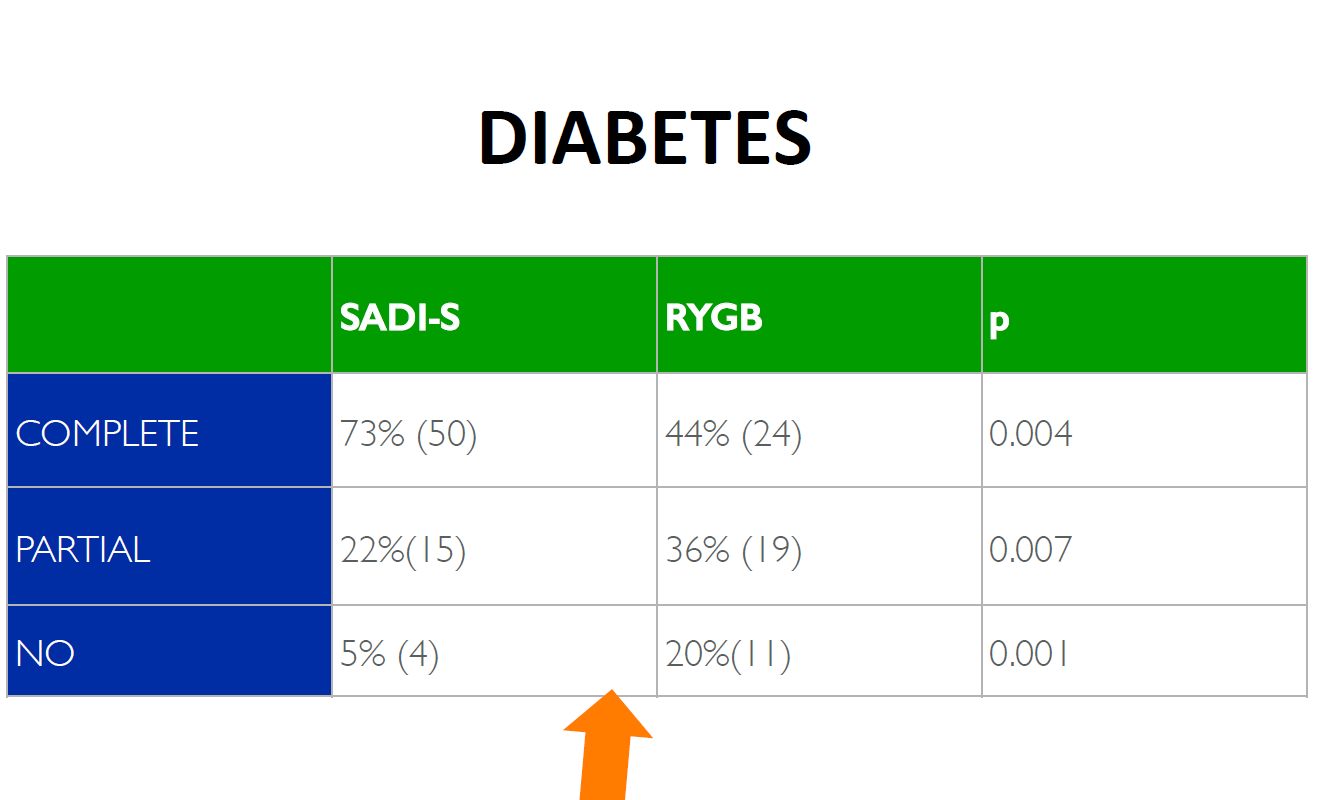 DIABETES
SADI-S RYGB p
COMPLETE 73% (50) 44% (24) 0.004
PARTIAL 22%(15) 36% (19) 0.007
NO 5% (4) 20%(11) 0.001